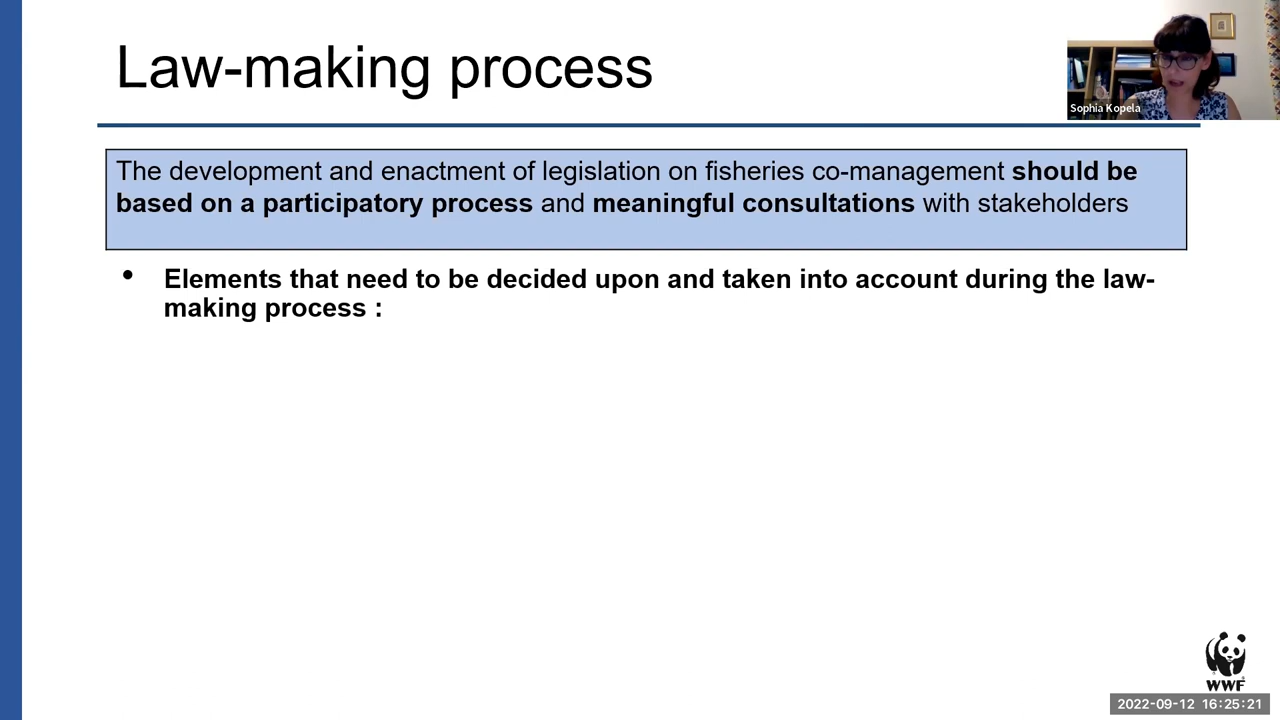 Law-making process
Sophia Kopela
The development and enactment of legislation on fisheries co-management should be
based on a participatory process and meaningful consultations with stakeholders
• Elements that need to be decided upon and taken into account during the law-
making process :
WWF
2022-09-12 16:25:21